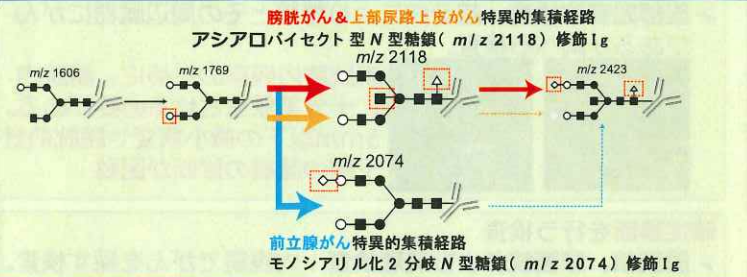 膀胱がん&上部尿路上皮がん特異的集積経路
アシアロバイセクト型N型糖鎖(m/z 2118)修飾Ig
m/z 1606
m/z 1769
m/z 2118
m/z 2423
m/z 2074
前立腺がん特異的集積経路
モノシアリル化2分岐N型糖鎖(m/z 2074)修飾Ig